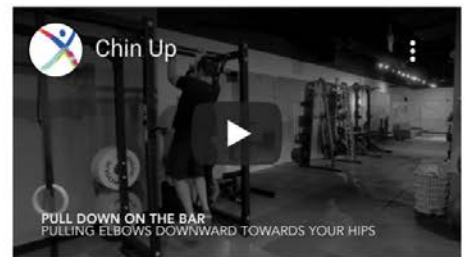 Chin Up
PULL DOWN ON THE BAR
PULLING ELBOWS DOWNWARD TOWARDS YOUR HIPS